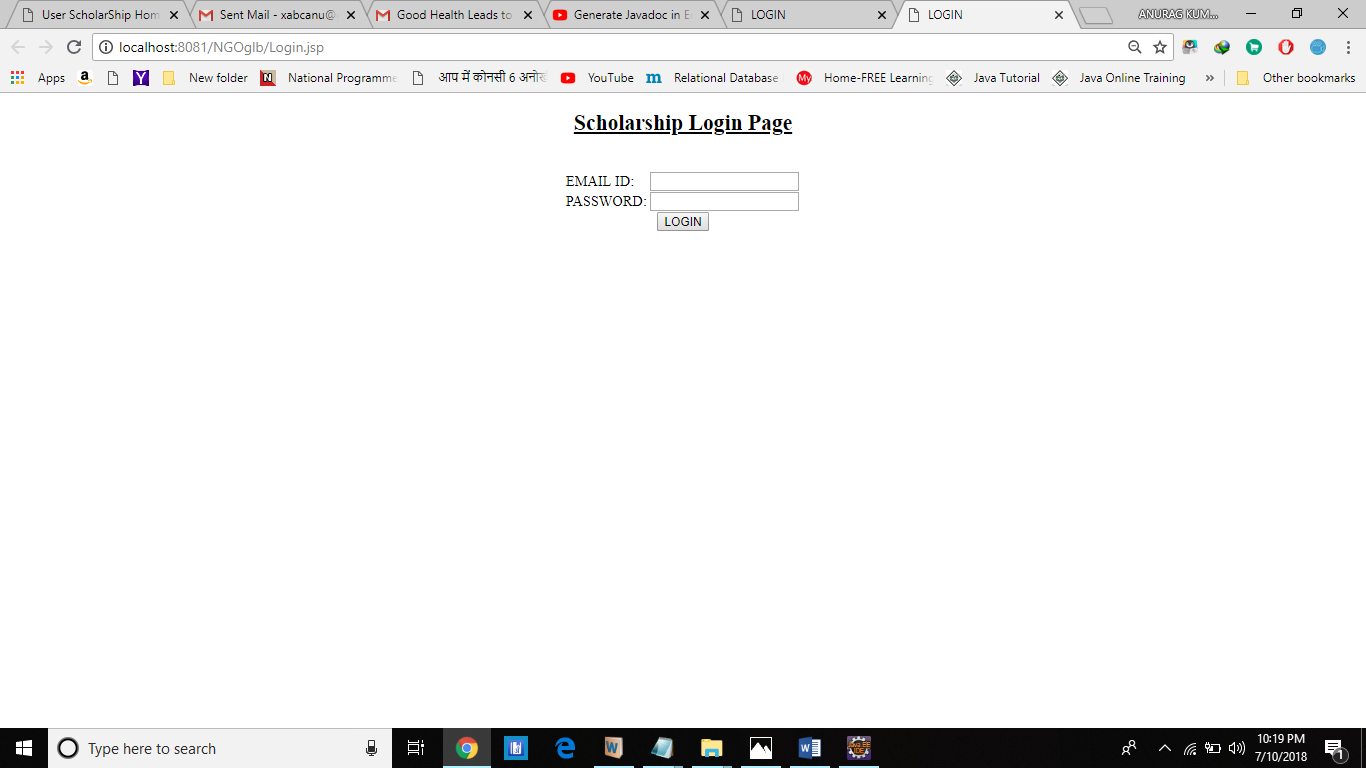 User ScholarShip Hom
Sent Mail - xabcanu@
Good Health Leads to
Generate Javadoc in Ec
LOGIN
LOGIN
ANURAG KUM...
localhost:8081/NGOglb/Login.jsp
Apps
New folder
National Programme
आप में कोनसी 6 अनोखी
YouTube
Relational Database
Home-FREE Learning
Java Tutorial
Java Online Training
»
Other bookmarks
Scholarship Login Page
EMAIL ID:
PASSWORD:
LOGIN
Type here to search
10:19 PM
7/10/2018
1